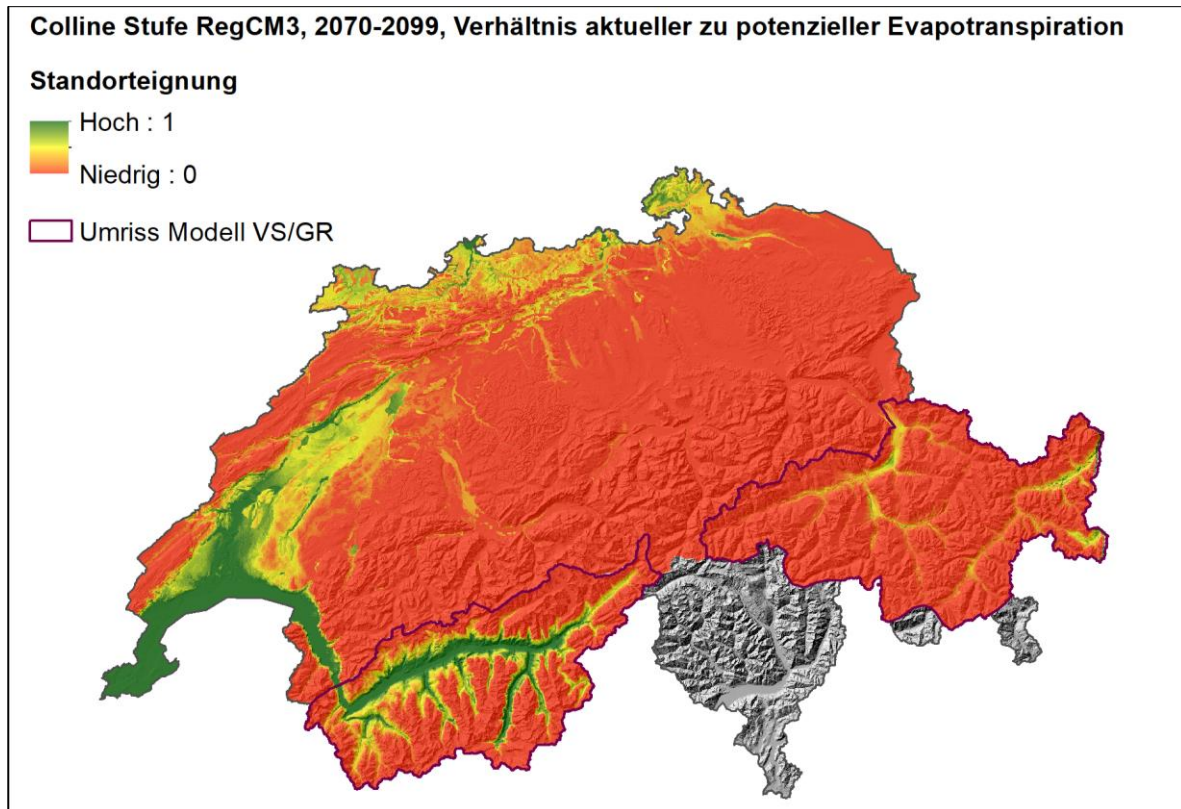 Colline Stufe RegCM3, 2070-2099, Verhältnis aktueller zu potenzieller Evapotranspiration
Standorteignung
Hoch : 1
Niedrig : 0
Umriss Modell VS/GR